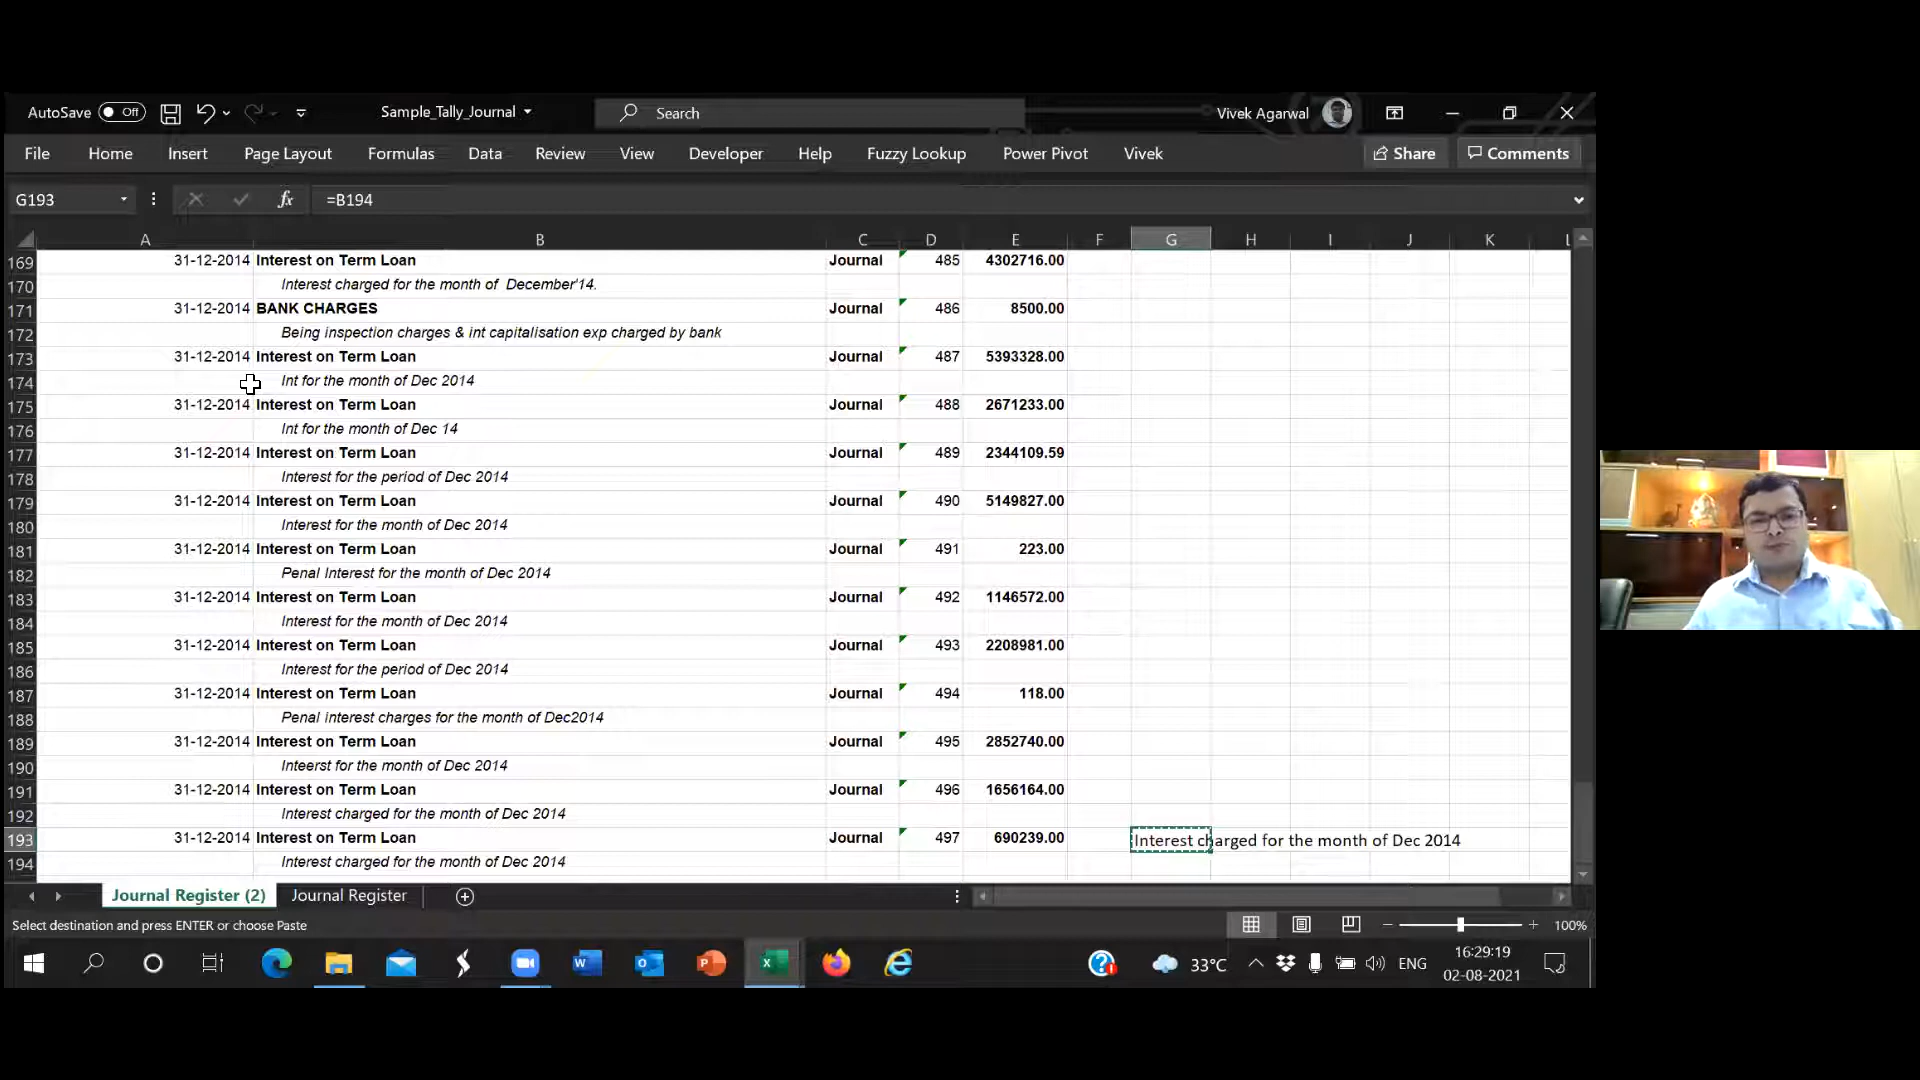 AutoSave Off Sample_Tally_Journal Search Vivek Agarwal
File Home Insert Page Layout Formulas Data Review View Developer Help Fuzzy Lookup Power Pivot Vivek Share Comments
G193 fx =B194
A B C D E F G H I J K L
169 31-12-2014 Interest on Term Loan Journal 485 4302716.00
170 Interest charged for the month of December'14.
171 31-12-2014 BANK CHARGES Journal 486 8500.00
172 Being inspection charges & int capitalisation exp charged by bank
173 31-12-2014 Interest on Term Loan Journal 487 5393328.00
174 Int for the month of Dec 2014
175 31-12-2014 Interest on Term Loan Journal 488 2671233.00
176 Int for the month of Dec 14
177 31-12-2014 Interest on Term Loan Journal 489 2344109.59
178 Interest for the period of Dec 2014
179 31-12-2014 Interest on Term Loan Journal 490 5149827.00
180 Interest for the month of Dec 2014
181 31-12-2014 Interest on Term Loan Journal 491 223.00
182 Penal Interest for the month of Dec 2014
183 31-12-2014 Interest on Term Loan Journal 492 1146572.00
184 Interest for the month of Dec 2014
185 31-12-2014 Interest on Term Loan Journal 493 2208981.00
186 Interest for the period of Dec 2014
187 31-12-2014 Interest on Term Loan Journal 494 118.00
188 Penal interest charges for the month of Dec2014
189 31-12-2014 Interest on Term Loan Journal 495 2852740.00
190 Inteerst for the month of Dec 2014
191 31-12-2014 Interest on Term Loan Journal 496 1656164.00
192 Interest charged for the month of Dec 2014
193 31-12-2014 Interest on Term Loan Journal 497 690239.00 Interest charged for the month of Dec 2014
194 Interest charged for the month of Dec 2014
Journal Register (2) Journal Register
Select destination and press ENTER or choose Paste 100%
33°C ENG 16:29:19
02-08-2021